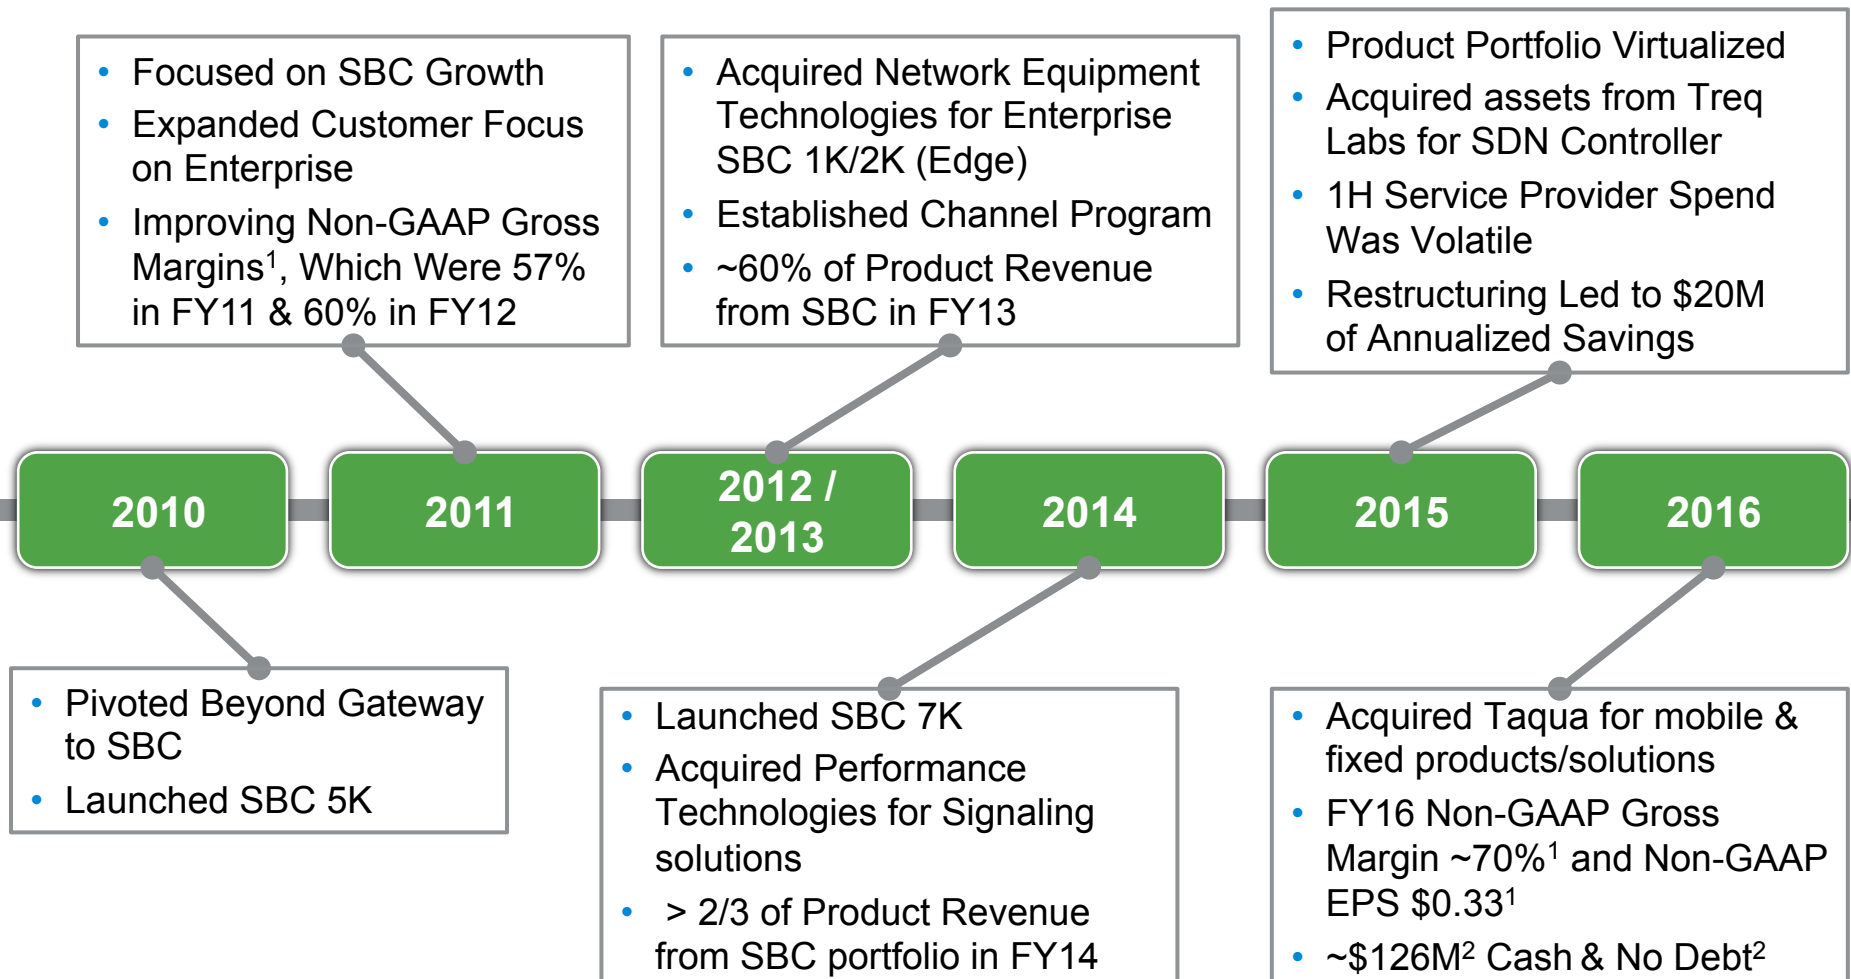 • Focused on SBC Growth
• Expanded Customer Focus
on Enterprise
• Improving Non-GAAP Gross
Margins¹, Which Were 57%
in FY11 & 60% in FY12
• Acquired Network Equipment
Technologies for Enterprise
SBC 1K/2K (Edge)
• Established Channel Program
• ~60% of Product Revenue
from SBC in FY13
• Product Portfolio Virtualized
• Acquired assets from Treq
Labs for SDN Controller
• 1H Service Provider Spend
Was Volatile
• Restructuring Led to $20M
of Annualized Savings
2010
2011
2012 /
2013
2014
2015
2016
• Pivoted Beyond Gateway
to SBC
• Launched SBC 5K
• Launched SBC 7K
• Acquired Performance
Technologies for Signaling
solutions
• > 2/3 of Product Revenue
from SBC portfolio in FY14
• Acquired Taqua for mobile &
fixed products/solutions
• FY16 Non-GAAP Gross
Margin ~70%¹ and Non-GAAP
EPS $0.33¹
• ~$126M² Cash & No Debt²